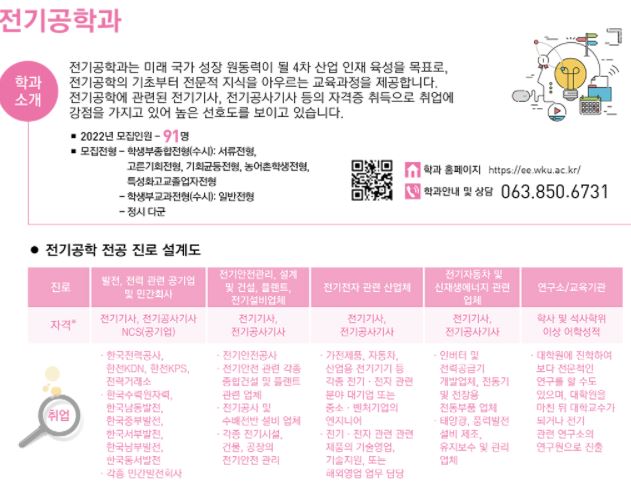 전기공학과
학과
소개
전기공학과는 미래 국가 성장 원동력이 될 4차 산업 인재 육성을 목표로,
전기공학의 기초부터 전문적 지식을 아우르는 교육과정을 제공합니다.
전기공학에 관련된 전기기사, 전기공사기사 등의 자격증 취득으로 취업에
강점을 가지고 있어 높은 선호도를 보이고 있습니다.
▪ 2022년 모집인원 - 91명
▪ 모집전형 - 학생부종합전형(수시): 서류전형,
고른기회전형, 기회균등전형, 농어촌학생전형,
특성화고교졸업자전형
- 학생부교과전형(수시): 일반전형
- 정시 다군
학과 홈페이지 https://ee.wku.ac.kr/
학과안내 및 상담 063.850.6731
● 전기공학 전공 진로 설계도
진로
발전, 전력 관련 공기업
및 민간회사
전기안전관리, 설계
및 건설, 플랜트,
전기설비업체
전기전자 관련 산업체
전기자동차 및
신재생에너지 관련
업체
연구소/교육기관
자격*
전기기사, 전기공사기사
NCS(공기업)
전기기사,
전기공사기사
전기기사,
전기공사기사
전기기사,
전기공사기사
학사 및 석사학위
이상 어학성적
취업
· 한국전력공사,
한전KDN, 한전KPS,
전력거래소
· 한국수력원자력,
한국남동발전,
한국중부발전,
한국서부발전,
한국남부발전,
한국동서발전
· 각종 민간발전회사
· 전기안전공사
· 전기안전 관련 각종
종합건설 및 플랜트
관련 업체
· 전기공사 및
수배전반 설비 업체
· 각종 전기시설,
건물, 공장의
전기안전 관리
· 가전제품, 자동차,
산업용 전기기기 등
각종 전기 · 전자 관련
분야 대기업 또는
중소 · 벤처기업의
엔지니어
· 전기 · 전자 관련 관련
제품의 기술영업,
기술지원, 또는
해외영업 업무 담당
· 인버터 및
전력공급기
개발업체, 전동기
및 전장용
전동부품 업체
· 태양광, 풍력발전
설비 제조,
유지보수 및 관리
업체
· 대학원에 진학하여
보다 전문적인
연구를 할 수도
있으며, 대학원을
마친 뒤 대학교수가
되거나 전기
관련 연구소의
연구원으로 진출